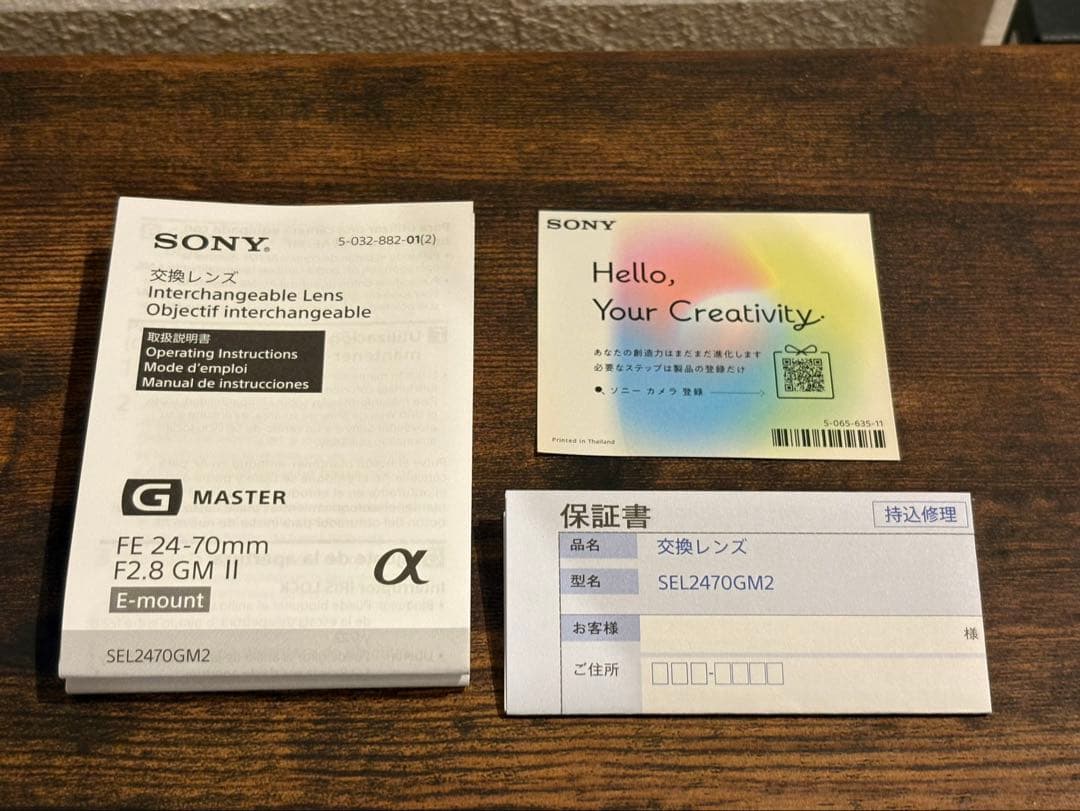 SONY®
5-032-882-01(2)
交換レンズ
Interchangeable Lens
Objectif interchangeable
取扱説明書
Operating Instructions
Mode d'emploi
Manual de instrucciones
G MASTER
FE 24-70mm
F2.8 GM II
α
E-mount
SEL2470GM2
SONY
Hello,
Your Creativity.
あなたの創造力はまだまだ進化します
必要なステップは製品の登録だけ
ソニー カメラ 登録
5-065-635-11
Printed in Thailand
保証書
持込修理
品名 交換レンズ
型名 SEL2470GM2
お客様 様
ご住所 □□□-□□□□